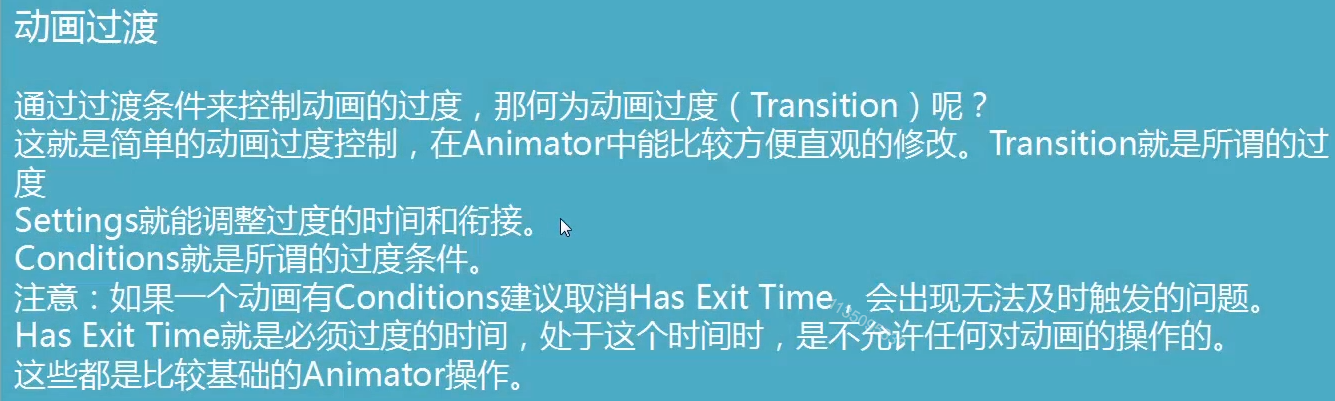 动画过渡
通过过渡条件来控制动画的过度，那何为动画过度（Transition）呢？
这就是简单的动画过度控制，在Animator中能比较方便直观的修改。Transition就是所谓的过
度
Settings就能调整过度的时间和衔接。
Conditions就是所谓的过度条件。
注意：如果一个动画有Conditions建议取消Has Exit Time，会出现无法及时触发的问题。
Has Exit Time就是必须过度的时间，处于这个时间时，是不允许任何对动画的操作的。
这些都是比较基础的Animator操作。